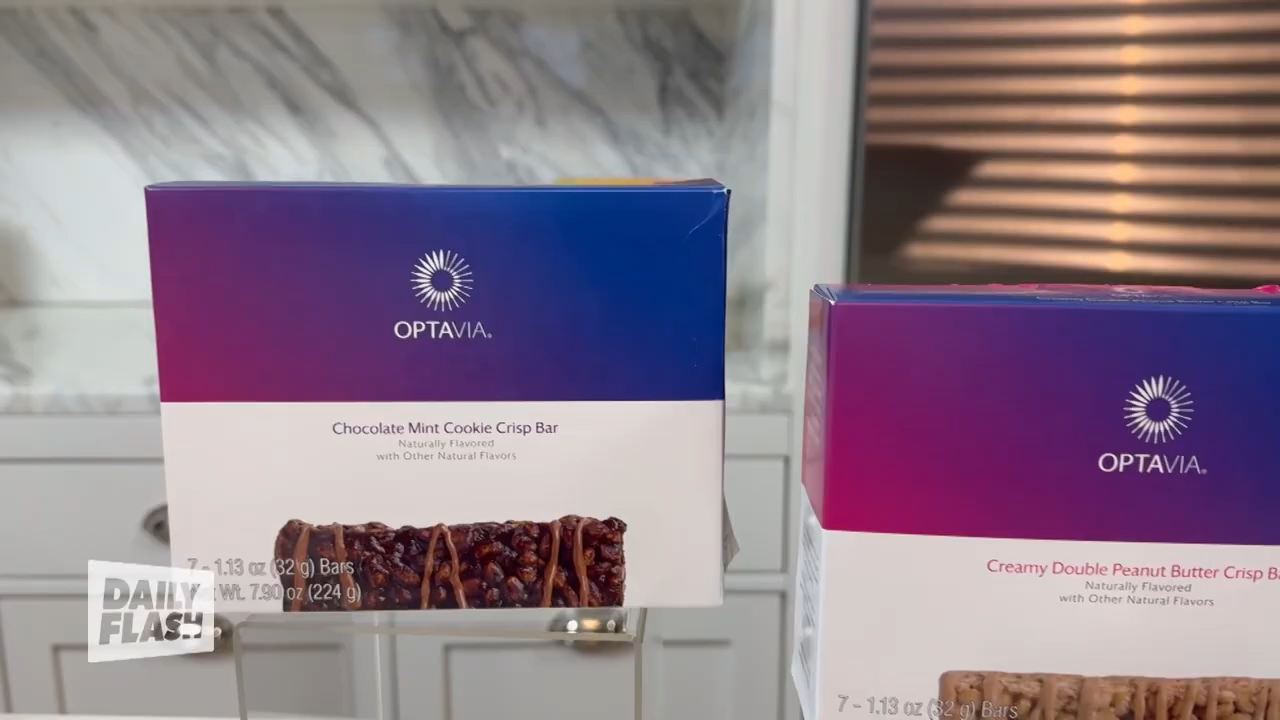 OPTAVIA®
Chocolate Mint Cookie Crisp Bar
Naturally Flavored
with Other Natural Flavors
7 - 1.13 oz (32 g) Bars
Wt. 7.90 oz (224 g)
DAILY
FLASH
OPTAVIA®
Creamy Double Peanut Butter Crisp
Naturally Flavored
with Other Natural Flavors
7 - 1.13 oz (32 g) Bars